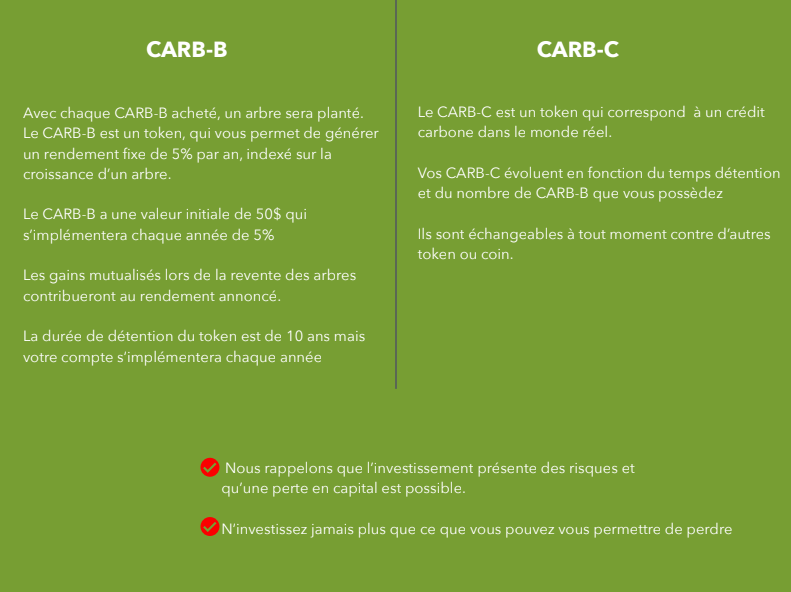 CARB-B
Avec chaque CARB-B acheté, un arbre sera planté.
Le CARB-B est un token, qui vous permet de générer
un rendement fixe de 5% par an, indexé sur la
croissance d'un arbre.
Le CARB-B a une valeur initiale de 50$ qui
s'implémentera chaque année de 5%
Les gains mutualisés lors de la revente des arbres
contribueront au rendement annoncé.
La durée de détention du token est de 10 ans mais
votre compte s'implémentera chaque année
CARB-C
Le CARB-C est un token qui correspond à un crédit
carbone dans le monde réel.
Vos CARB-C évoluent en fonction du temps détention
et du nombre de CARB-B que vous possèdez
Ils sont échangeables à tout moment contre d'autres
token ou coin.
Nous rappelons que l'investissement présente des risques et
qu'une perte en capital est possible.
N'investissez jamais plus que ce que vous pouvez vous permettre de perdre